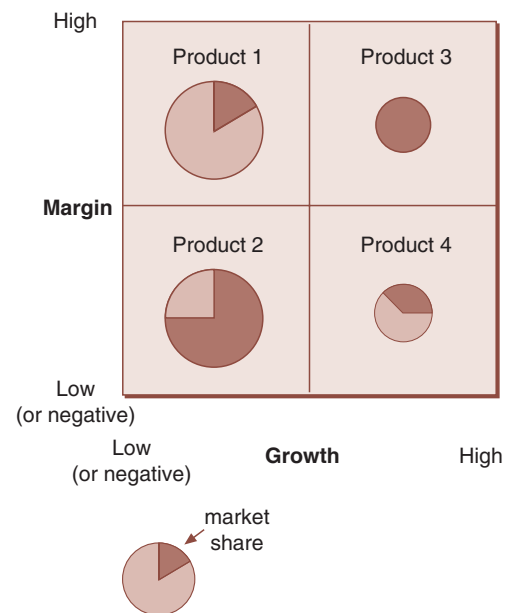 High
Product 1
Product 3
Margin
Product 2
Product 4
Low
(or negative)
Low
(or negative)
Growth
High
market
share